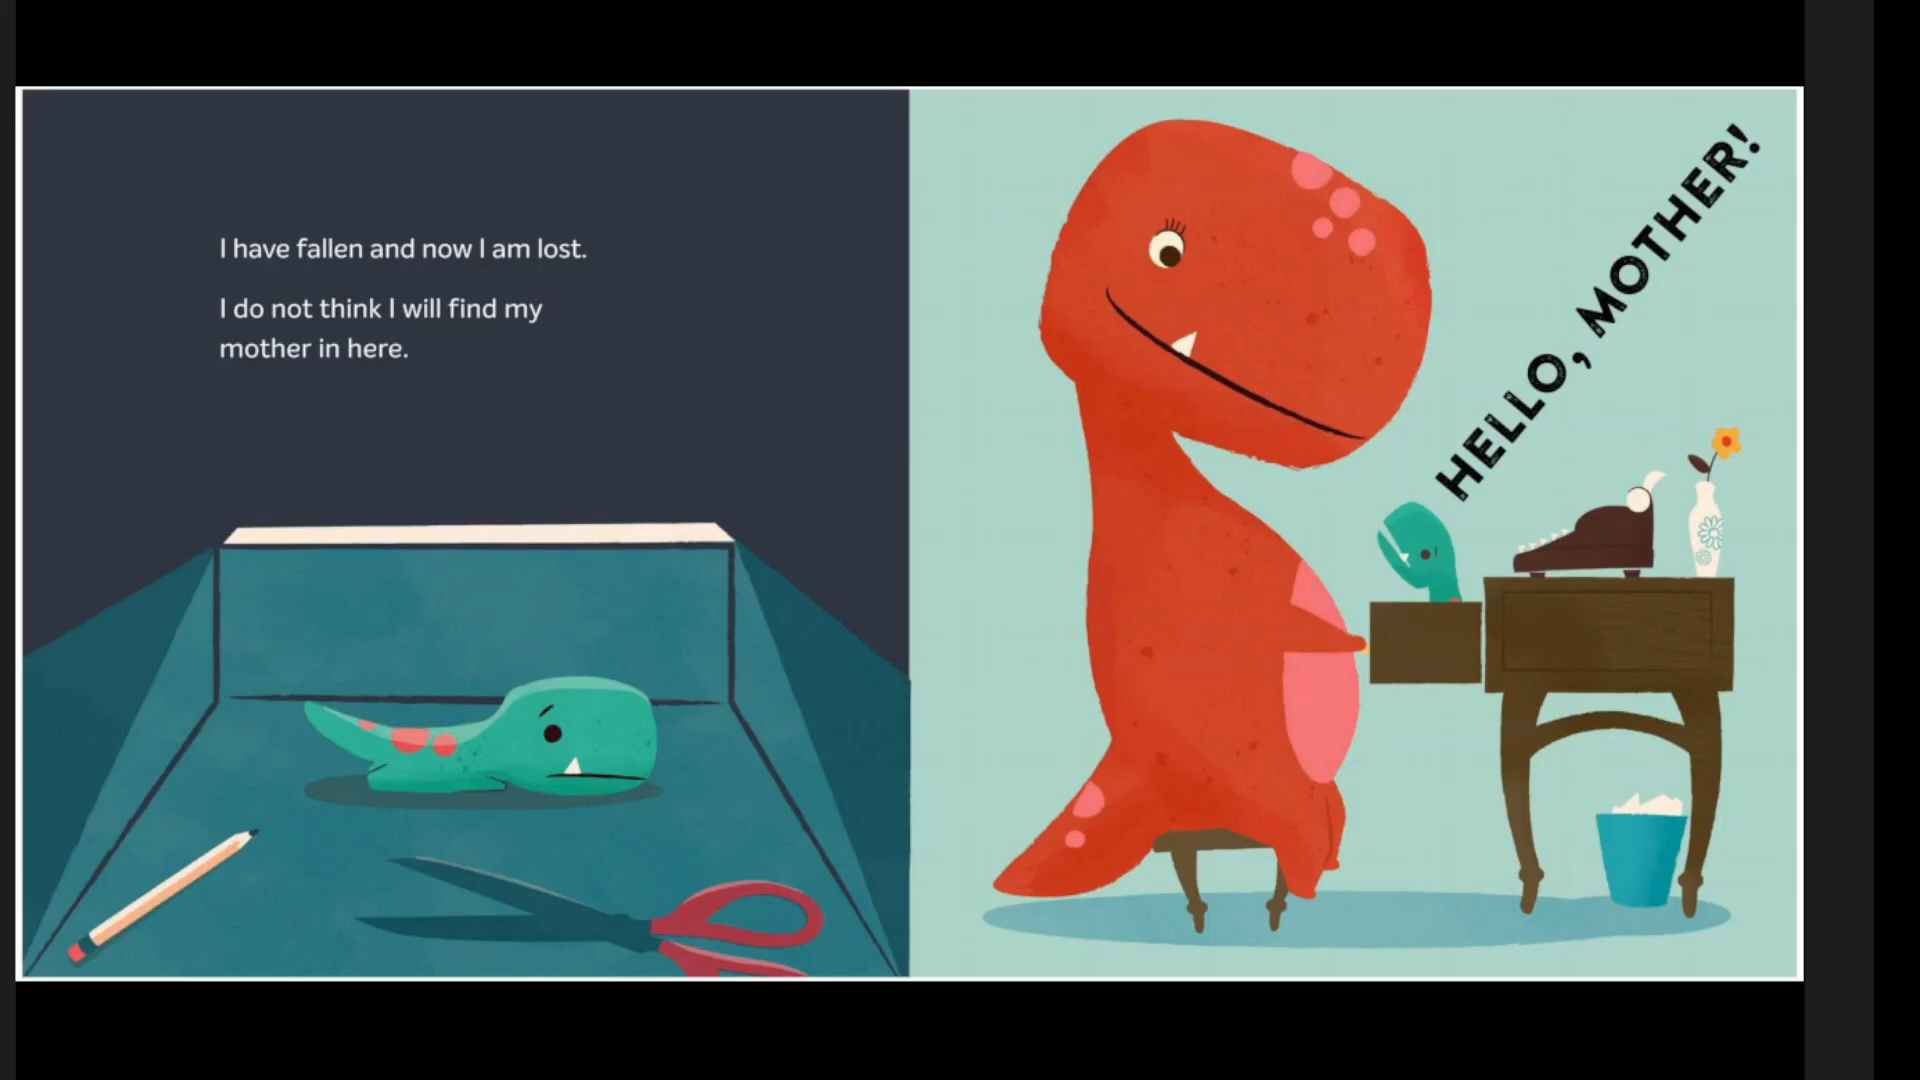 I have fallen and now I am lost.
I do not think I will find my
mother in here.
HELLO, MOTHER!